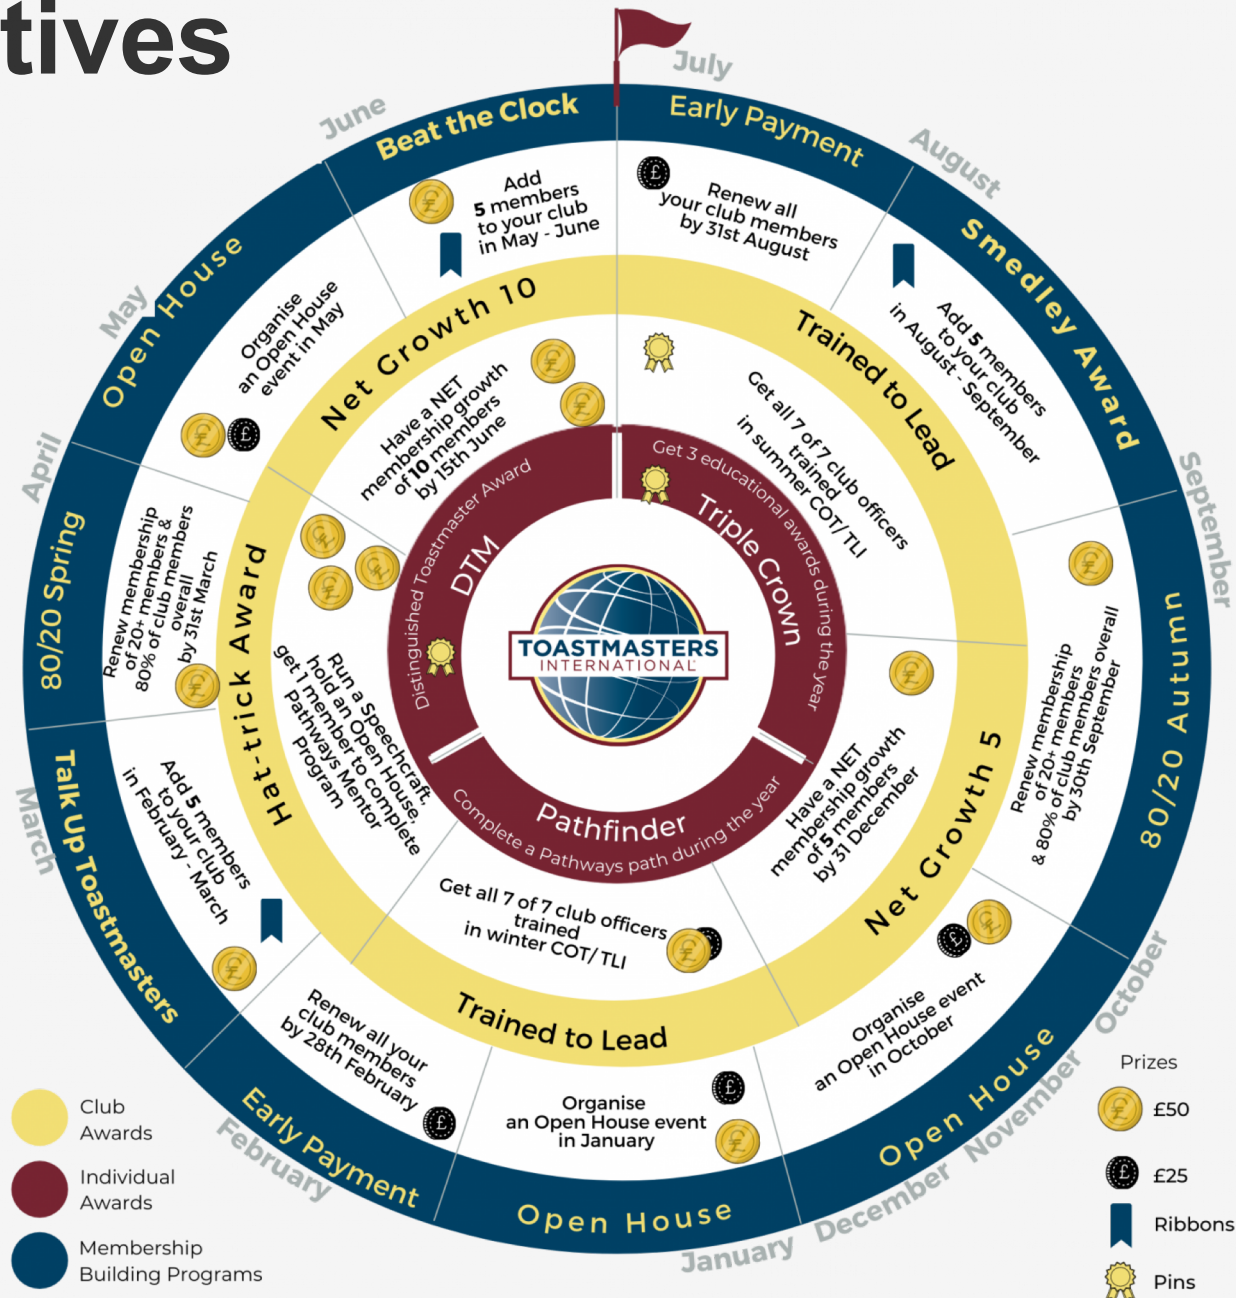 tives
July
Early Payment
Renew all
your club members
by 31st August
August
Smedley Award
Add 5 members
to your club
in August - September
September
80/20 Autumn
Renew membership
of 20+ members
& 80% of club members overall
by 30th September
October
November
December
Open House
Organise
an Open House event
in October
January
Open House
Organise
an Open House event
in January
February
Early Payment
Renew all your
club members
by 28th February
March
Talk Up Toastmasters
Add 5 members
to your club
in February - March
80/20 Spring
Renew membership
of 20+ members &
80% of club members
overall
by 31st March
April
May
Open House
Organise
an Open House
event in May
June
Beat the Clock
Add
5 members
to your club
in May - June
Trained to Lead
Get all 7 of 7 club officers
trained
in summer COT/ TLI
Net Growth 5
Have a NET
membership growth
of 5 members
by 31 December
Trained to Lead
Get all 7 of 7 club officers
trained
in winter COT/ TLI
Hat-trick Award
Run a Speechcraft,
hold an Open House,
get 1 member to complete
Pathways Mentor
Program
Net Growth 10
Have a NET
membership growth
of 10 members
by 15th June
Get 3 educational awards during the year
Triple Crown
Pathfinder
Complete a Pathways path during the year
Distinguished Toastmaster Award
DTM
TOASTMASTERS
INTERNATIONAL
Club
Awards
Individual
Awards
Membership
Building Programs
Prizes
£50
£25
Ribbons
Pins